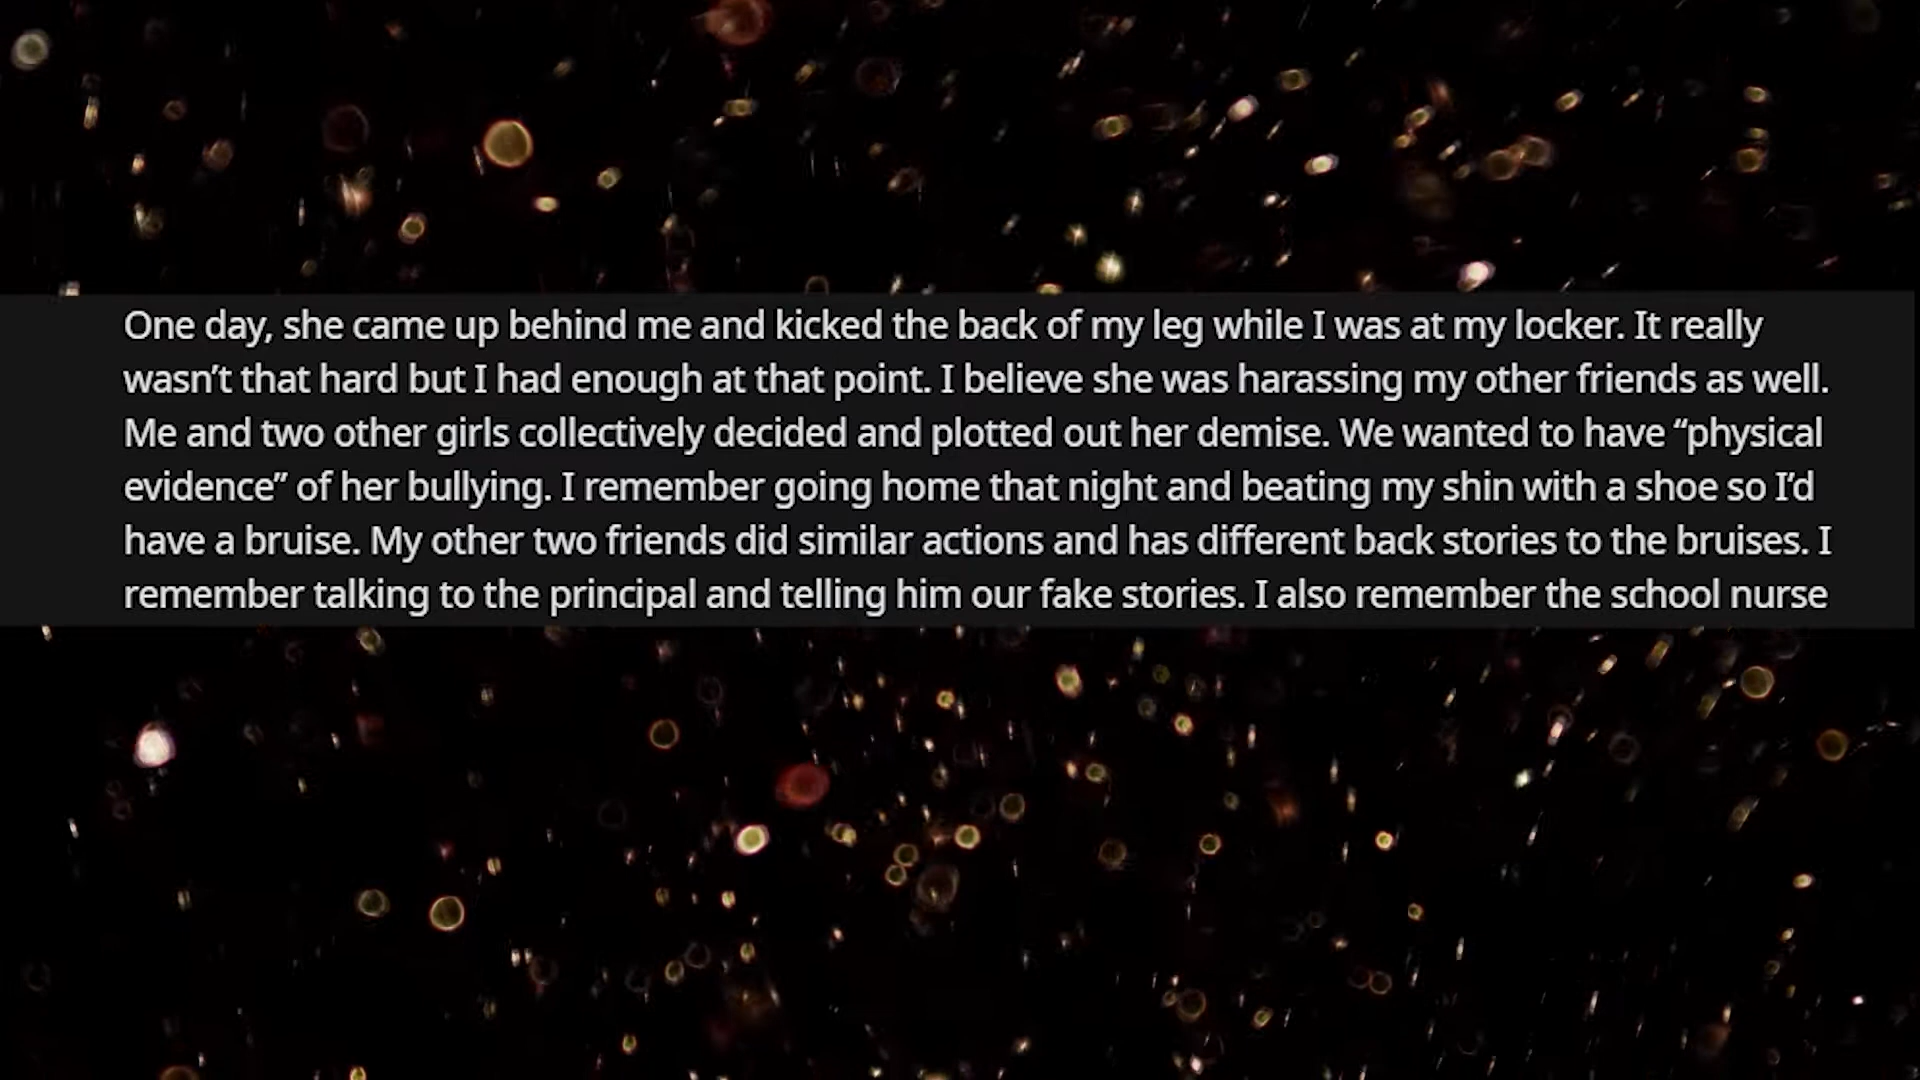 One day, she came up behind me and kicked the back of my leg while I was at my locker. It really
wasn’t that hard but I had enough at that point. I believe she was harassing my other friends as well.
Me and two other girls collectively decided and plotted out her demise. We wanted to have “physical
evidence” of her bullying. I remember going home that night and beating my shin with a shoe so I’d
have a bruise. My other two friends did similar actions and has different back stories to the bruises. I
remember talking to the principal and telling him our fake stories. I also remember the school nurse